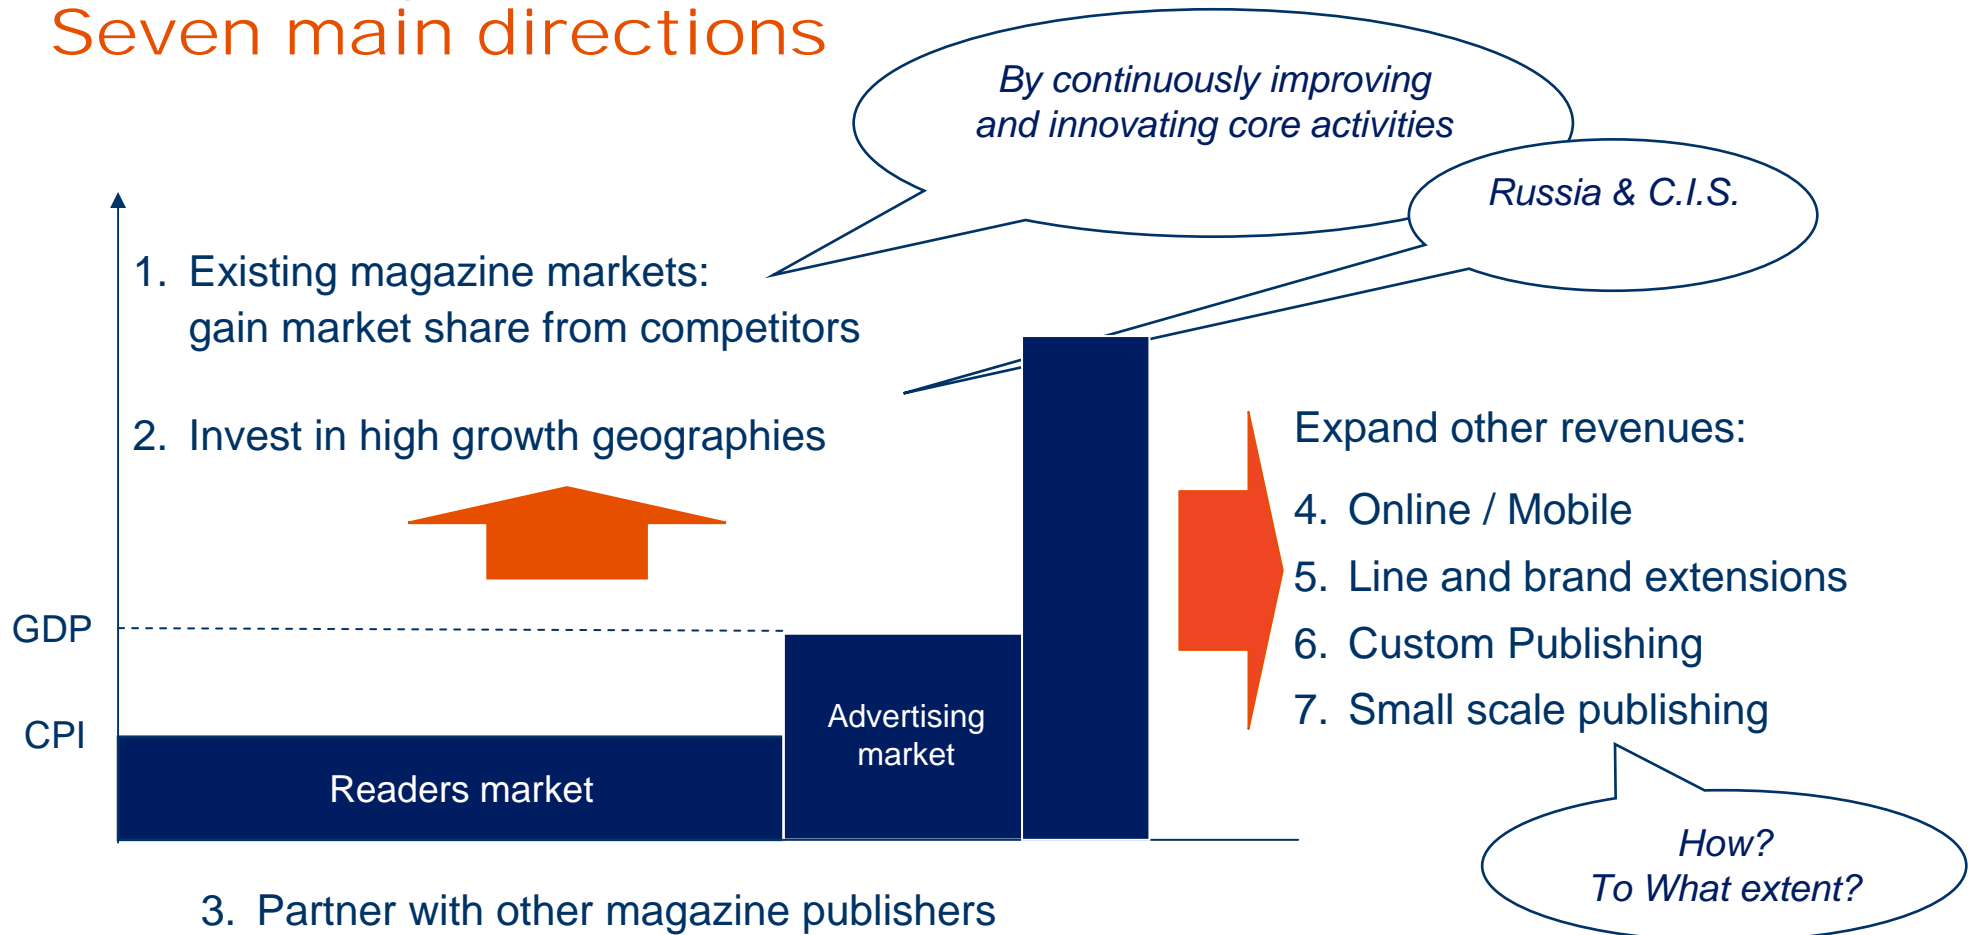 Seven main directions
By continuously improving
and innovating core activities
Russia & C.I.S.
1. Existing magazine markets:
gain market share from competitors
2. Invest in high growth geographies
Expand other revenues:
4. Online / Mobile
5. Line and brand extensions
6. Custom Publishing
7. Small scale publishing
GDP
CPI
Advertising
market
Readers market
How?
To What extent?
3. Partner with other magazine publishers